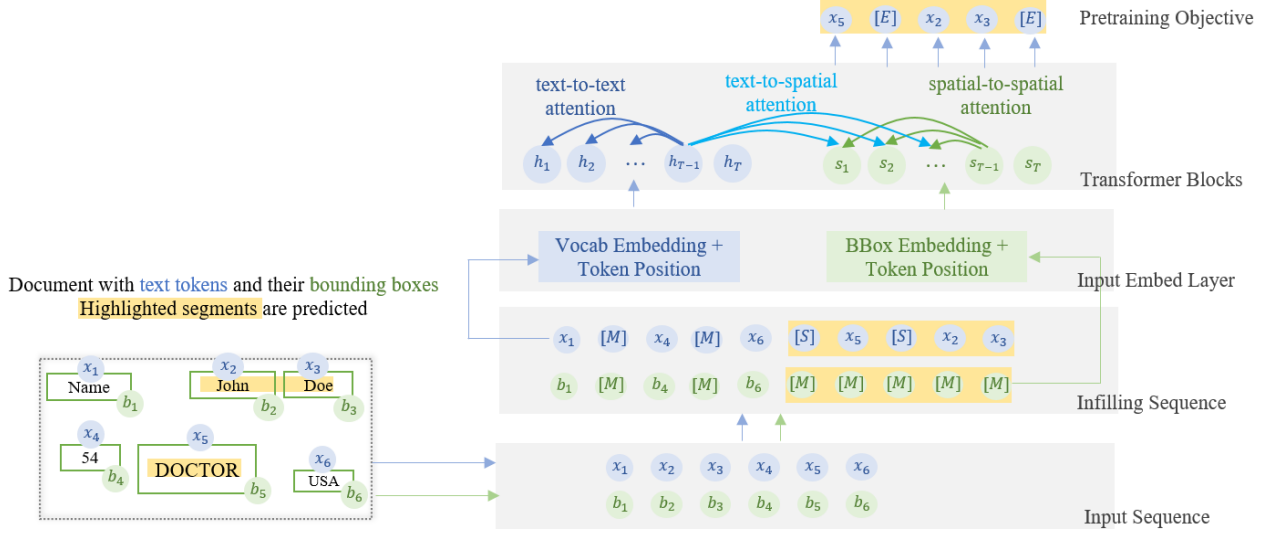 x₅ [E] x₂ x₃ [E]
Pretraining Objective
text-to-text
attention
text-to-spatial
attention
spatial-to-spatial
attention
h₁ h₂ ... hT−1 hT
s₁ s₂ ... sT−1 sT
Transformer Blocks
Vocab Embedding +
Token Position
BBox Embedding +
Token Position
Input Embed Layer
Document with text tokens and their bounding boxes
Highlighted segments are predicted
x₁ [M] x₄ [M] x₆ [S] x₅ [S] x₂ x₃
b₁ [M] b₄ [M] b₆ [M] [M] [M] [M] [M]
Infilling Sequence
x₁ x₂ x₃
Name John Doe
b₁ b₂ b₃
x₄ x₅ x₆
54 DOCTOR USA
b₄ b₅ b₆
x₁ x₂ x₃ x₄ x₅ x₆
b₁ b₂ b₃ b₄ b₅ b₆
Input Sequence